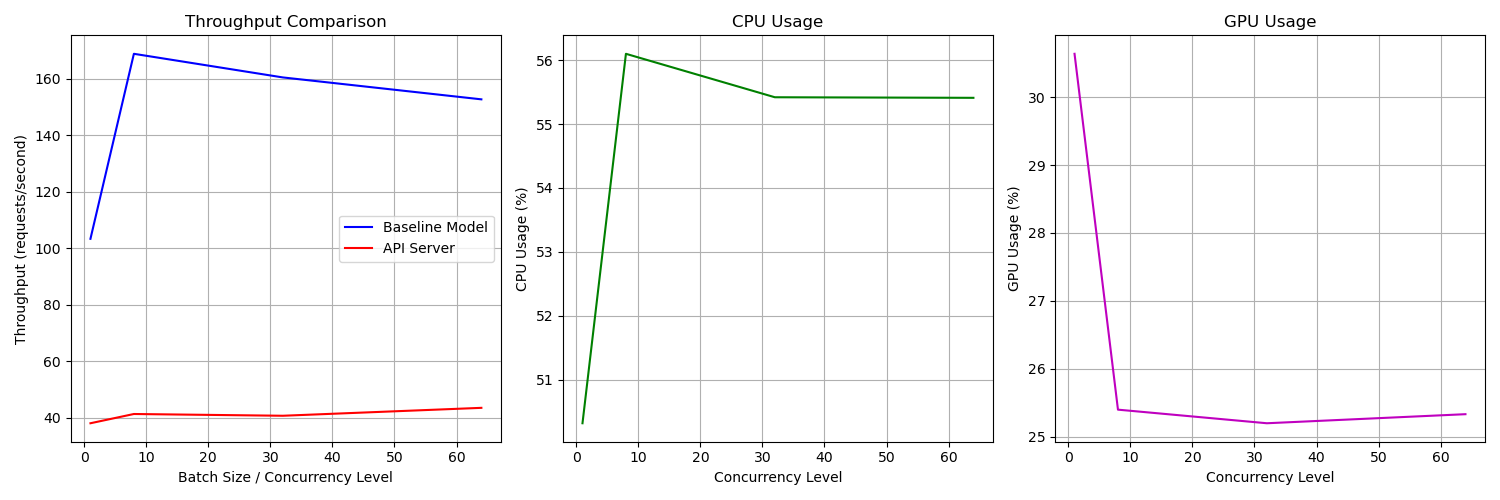 Throughput Comparison
Throughput (requests/second)
160
140
120
100
80
60
40
Baseline Model
API Server
0 10 20 30 40 50 60
Batch Size / Concurrency Level
CPU Usage
CPU Usage (%)
56
55
54
53
52
51
0 10 20 30 40 50 60
Concurrency Level
GPU Usage
GPU Usage (%)
30
29
28
27
26
25
0 10 20 30 40 50 60
Concurrency Level